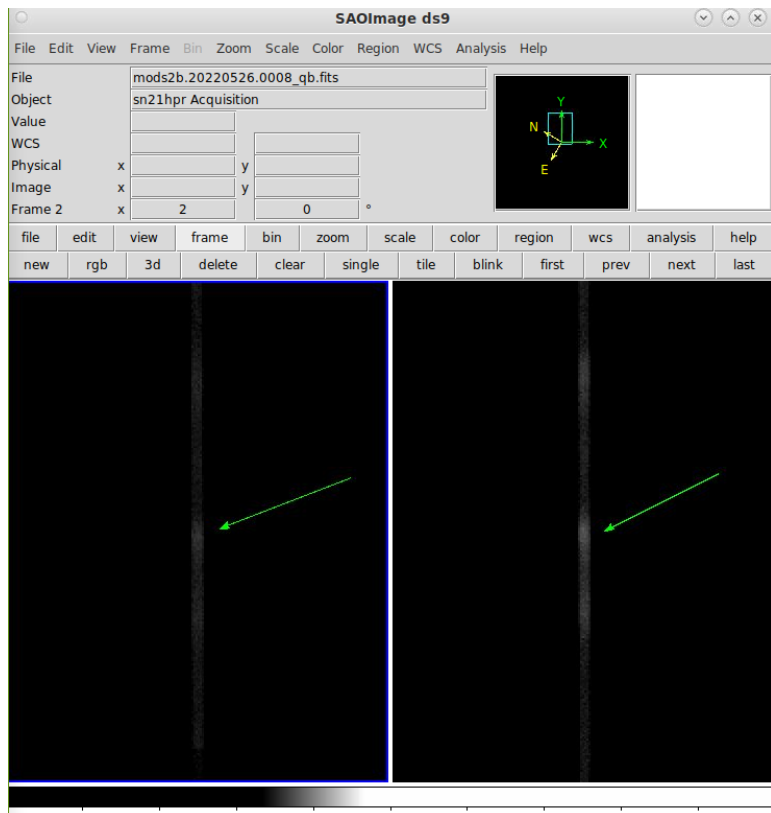 SAOImage ds9
File Edit View Frame Bin Zoom Scale Color Region WCS Analysis Help
File mods2b.20220526.0008_qb.fits
Object sn21hpr Acquisition
Value
WCS
Physical x y
Image x y
Frame 2 x 2 0 °
Y
N
X
E
file edit view frame bin zoom scale color region wcs analysis help
new rgb 3d delete clear single tile blink first prev next last